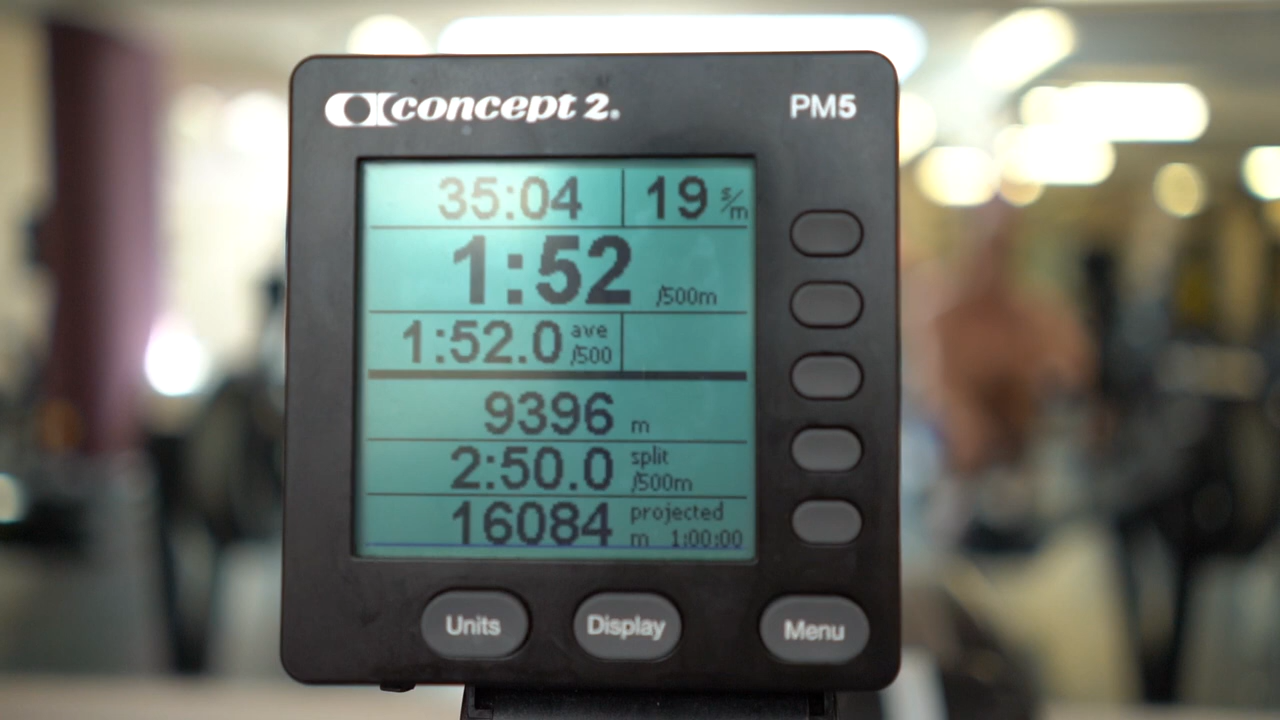 concept 2. PM5
35:04 19 s/m
1:52 /500m
1:52.0 ave /500
9396 m
2:50.0 split /500m
16084 m projected 1:00:00
Units Display Menu